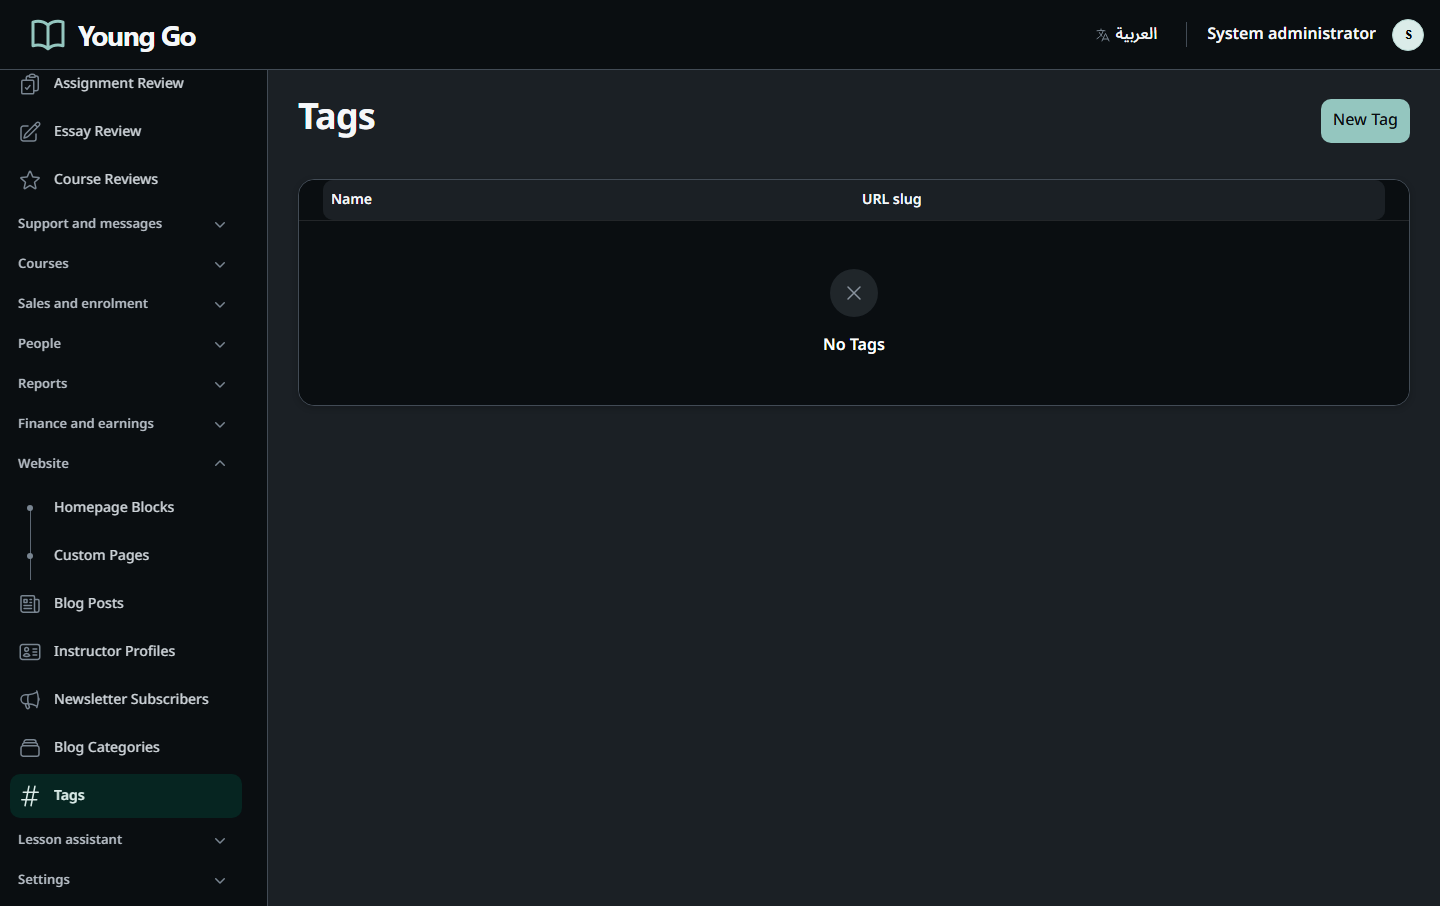 Young Go
العربية
System administrator
S
Assignment Review
Essay Review
Course Reviews
Support and messages
Courses
Sales and enrolment
People
Reports
Finance and earnings
Website
Homepage Blocks
Custom Pages
Blog Posts
Instructor Profiles
Newsletter Subscribers
Blog Categories
Tags
Lesson assistant
Settings
Tags
New Tag
Name
URL slug
No Tags